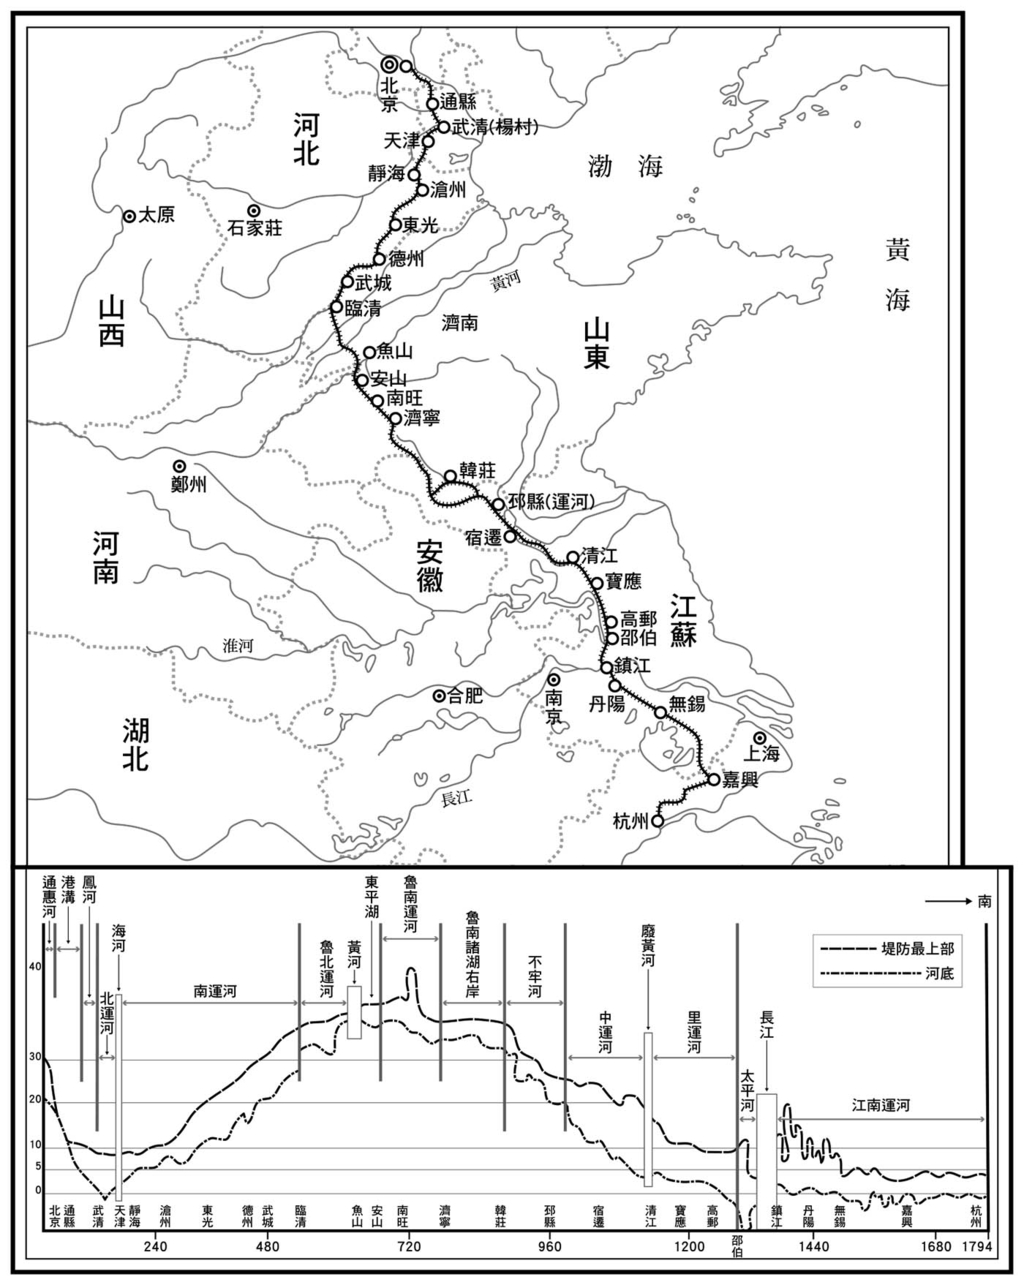 北京
通縣
武清(楊村)
天津
靜海
滄州
河北
渤海
太原
石家莊
東光
黃海
德州
黃河
武城
臨清
濟南
山西
山東
魚山
安山
南旺
濟寧
鄭州
韓莊
邳縣(運河)
宿遷
河南
安徽
清江
寶應
江蘇
高郵
邵伯
淮河
鎮江
合肥
南京
丹陽
無錫
湖北
上海
嘉興
長江
杭州
通惠河
港溝
鳳河
海河
北運河
南運河
魯北運河
黃河
東平湖
魯南運河
魯南諸湖右岸
不牢河
中運河
廢黃河
里運河
太平河
長江
江南運河
南
堤防最上部
河底
40
30
20
10
5
0
北京
通縣
武清
天津
靜海
滄州
東光
德州
武城
臨清
魚山
安山
南旺
濟寧
韓莊
邳縣
宿遷
清江
寶應
高郵
邵伯
鎮江
丹陽
無錫
嘉興
杭州
240 480 720 960 1200 1440 1680 1794